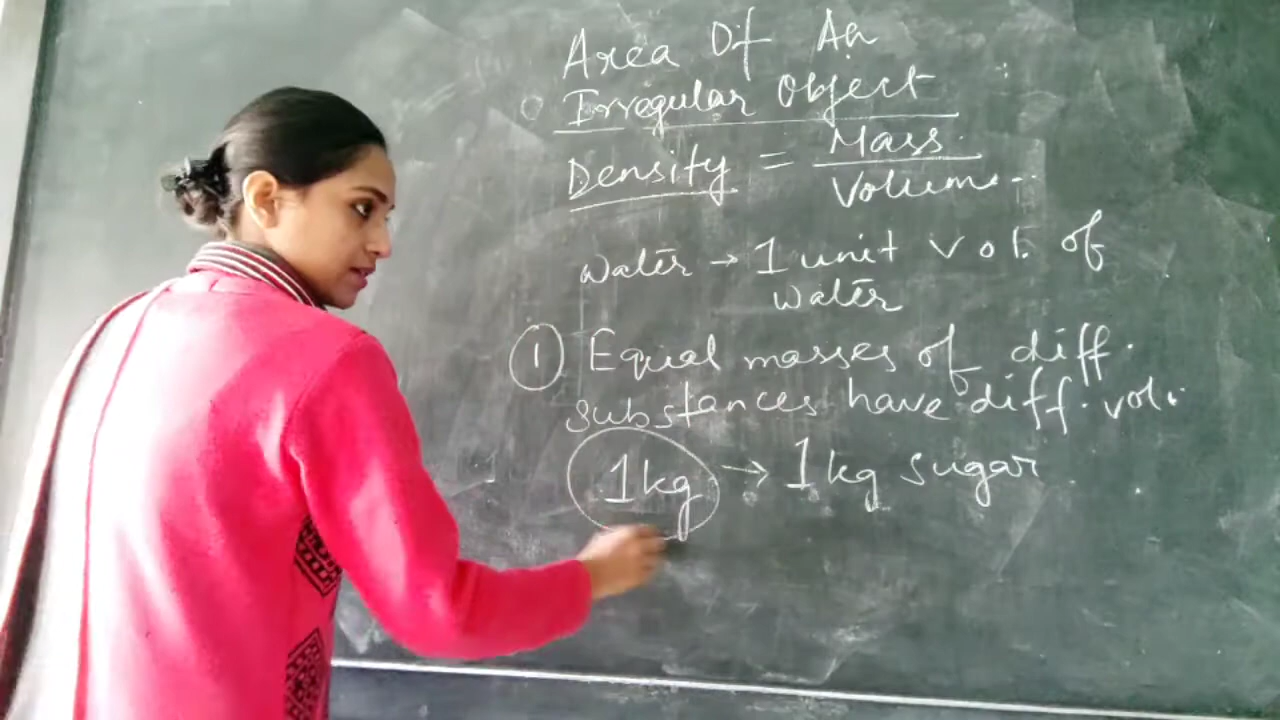 Area Of An
Irregular Object
Density = Mass
Volume
water → 1 unit vol. of
water
① Equal masses of diff.
substances have diff. vol.
1kg → 1kg sugar